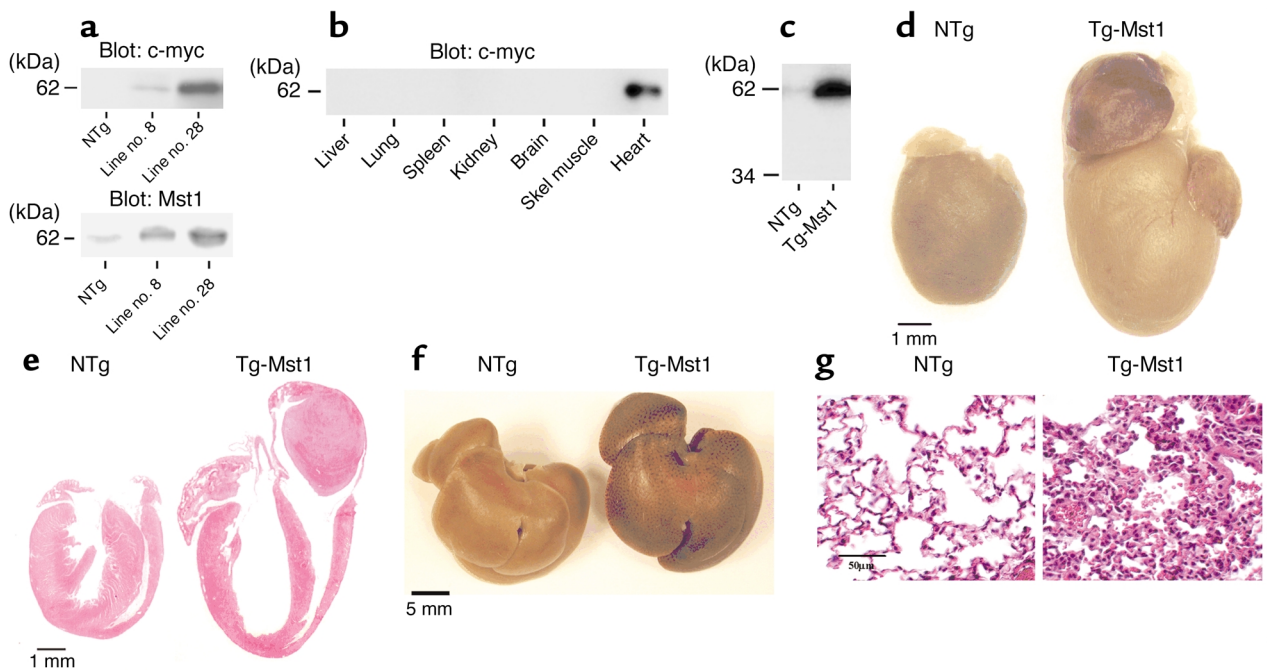 a
Blot: c-myc
(kDa)
62
NTg
Line no. 8
Line no. 28
Blot: Mst1
(kDa)
62
NTg
Line no. 8
Line no. 28
b
Blot: c-myc
(kDa)
62
Liver
Lung
Spleen
Kidney
Brain
Skel muscle
Heart
c
(kDa)
62
34
NTg
Tg-Mst1
d
NTg
Tg-Mst1
1 mm
e
NTg
Tg-Mst1
1 mm
f
NTg
Tg-Mst1
5 mm
g
NTg
Tg-Mst1
50µm